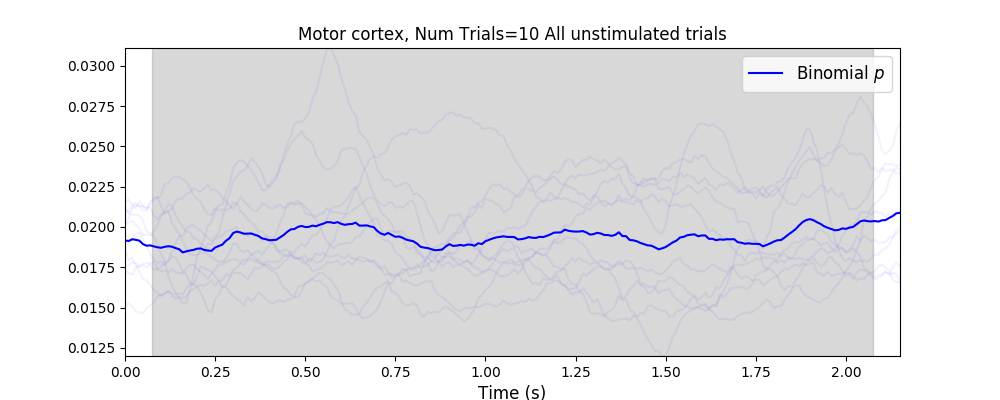 Motor cortex, Num Trials=10 All unstimulated trials
Binomial p
0.0300
0.0275
0.0250
0.0225
0.0200
0.0175
0.0150
0.0125
0.00 0.25 0.50 0.75 1.00 1.25 1.50 1.75 2.00
Time (s)